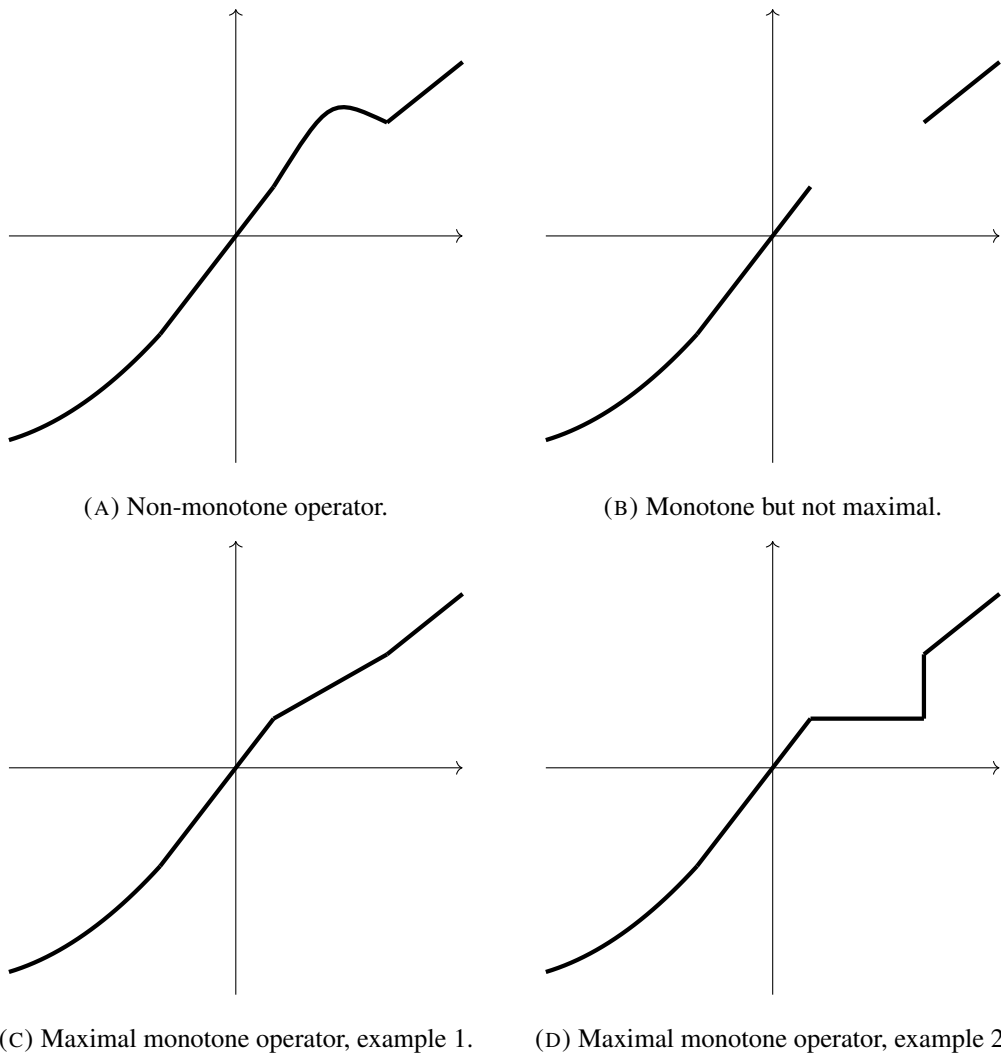 (A) Non-monotone operator.
(B) Monotone but not maximal.
(C) Maximal monotone operator, example 1.
(D) Maximal monotone operator, example 2